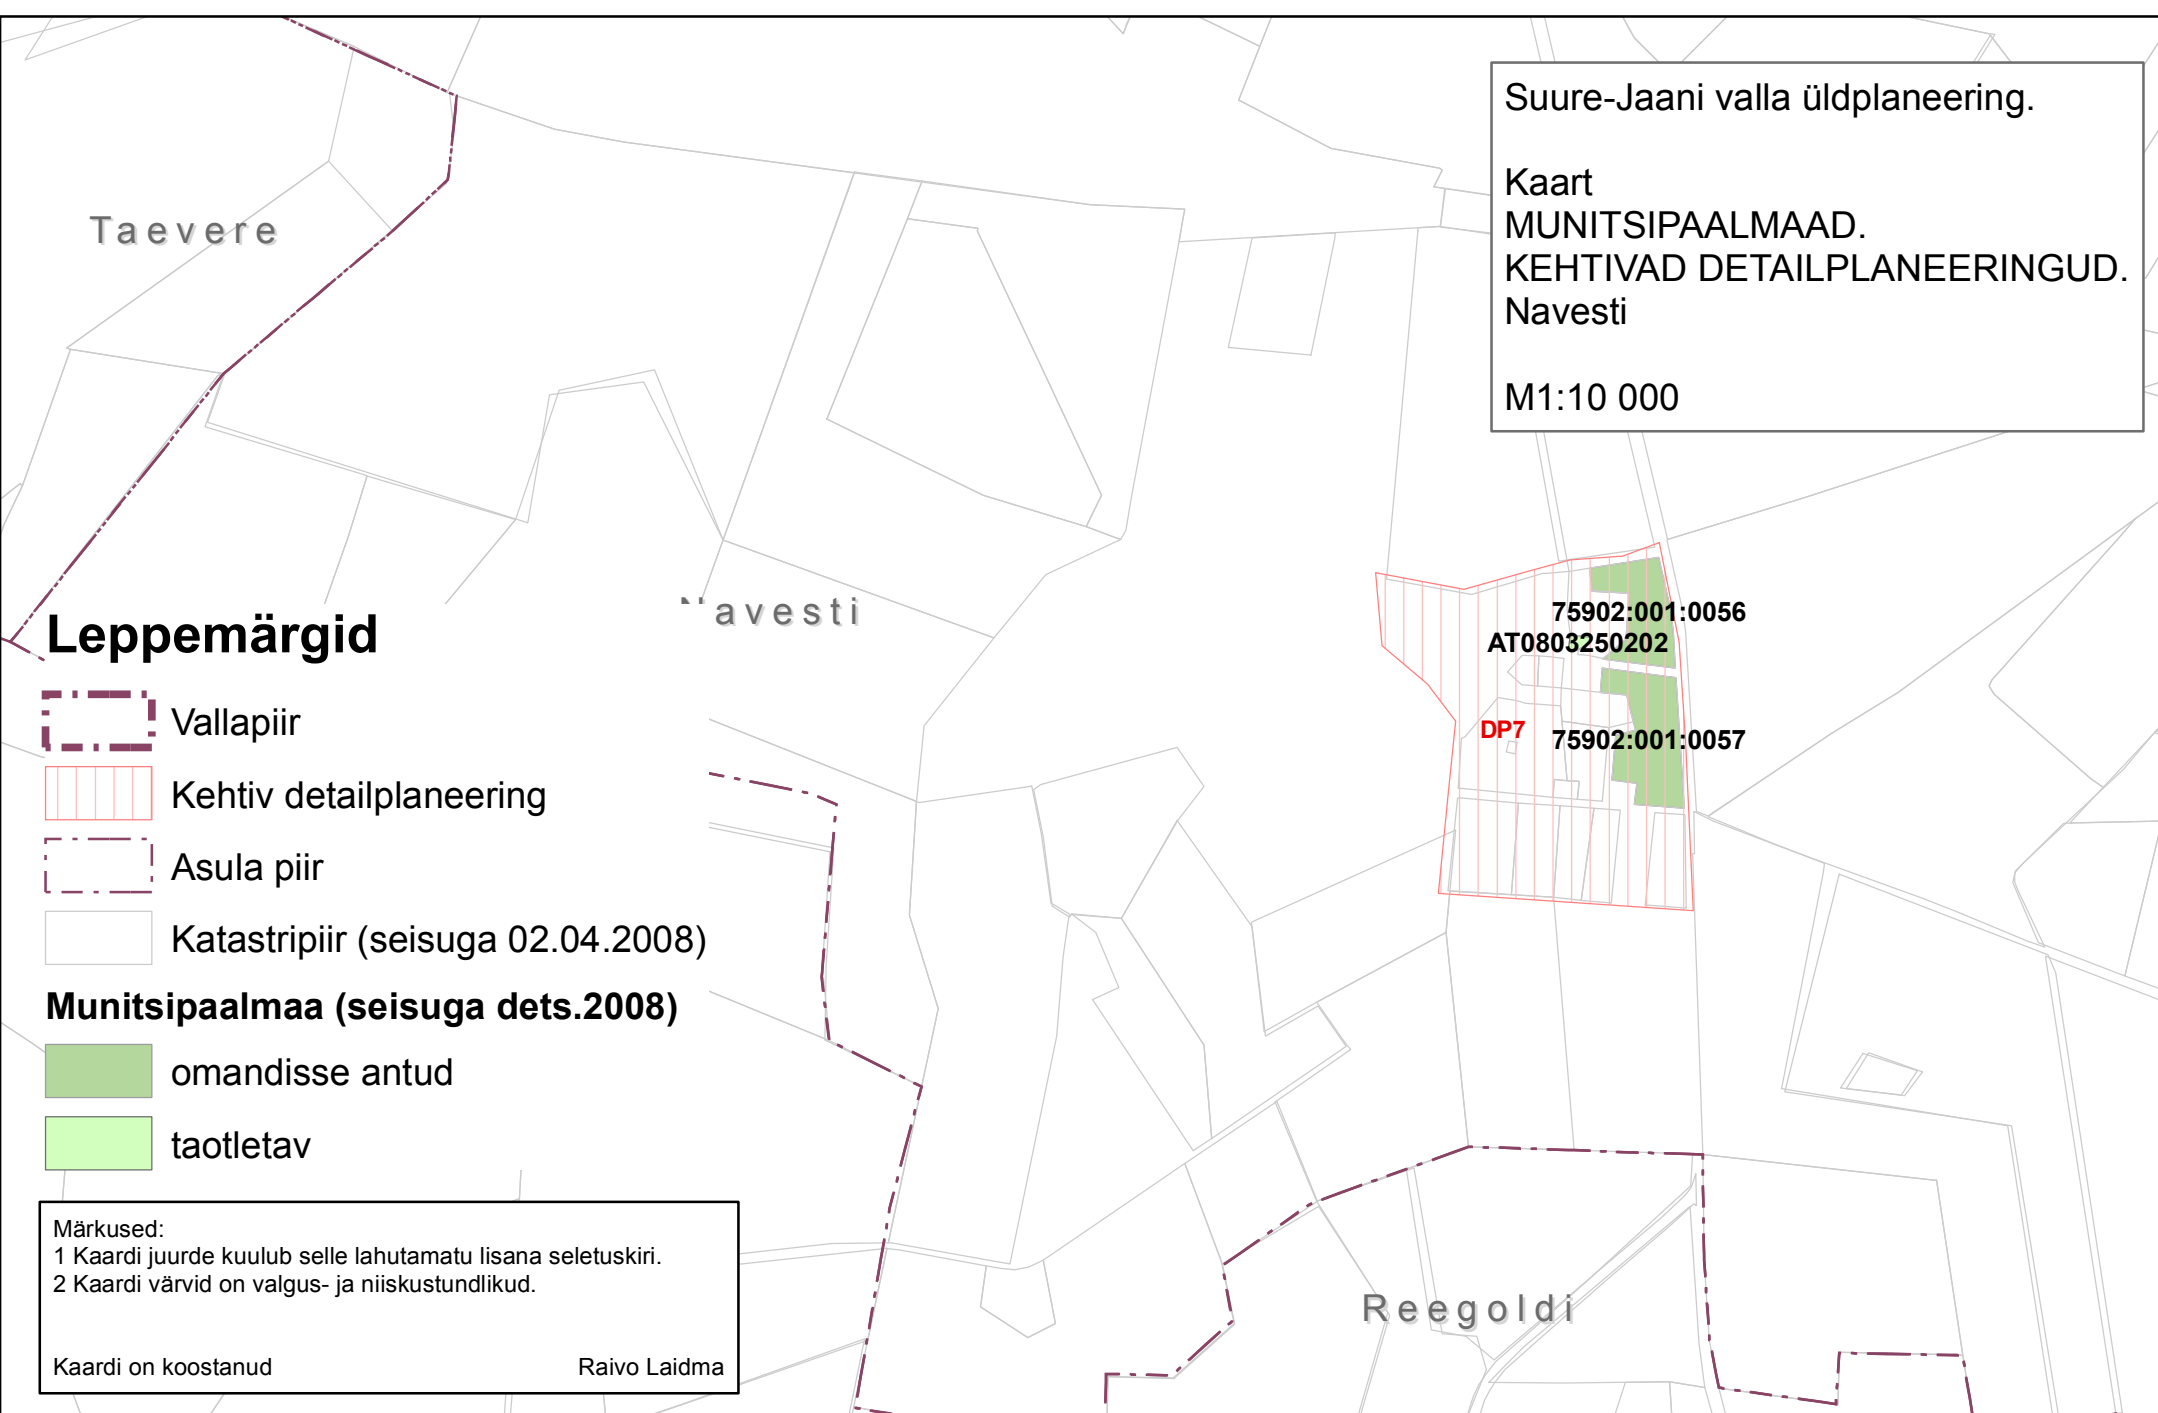 Suure-Jaani valla üldplaneering.
Kaart
MUNITSIPAALMAAD.
KEHTIVAD DETAILPLANEERINGUD.
Navesti
M1:10 000
Taevere
Navesti
75902:001:0056
AT0803250202
DP7
75902:001:0057
Reegoldi
Leppemärgid
Vallapiir
Kehtiv detailplaneering
Asula piir
Katastripiir (seisuga 02.04.2008)
Munitsipaalmaa (seisuga dets.2008)
omandisse antud
taotletav
Märkused:
1 Kaardi juurde kuulub selle lahutamatu lisana seletuskiri.
2 Kaardi värvid on valgus- ja niiskustundlikud.
Kaardi on koostanud Raivo Laidma